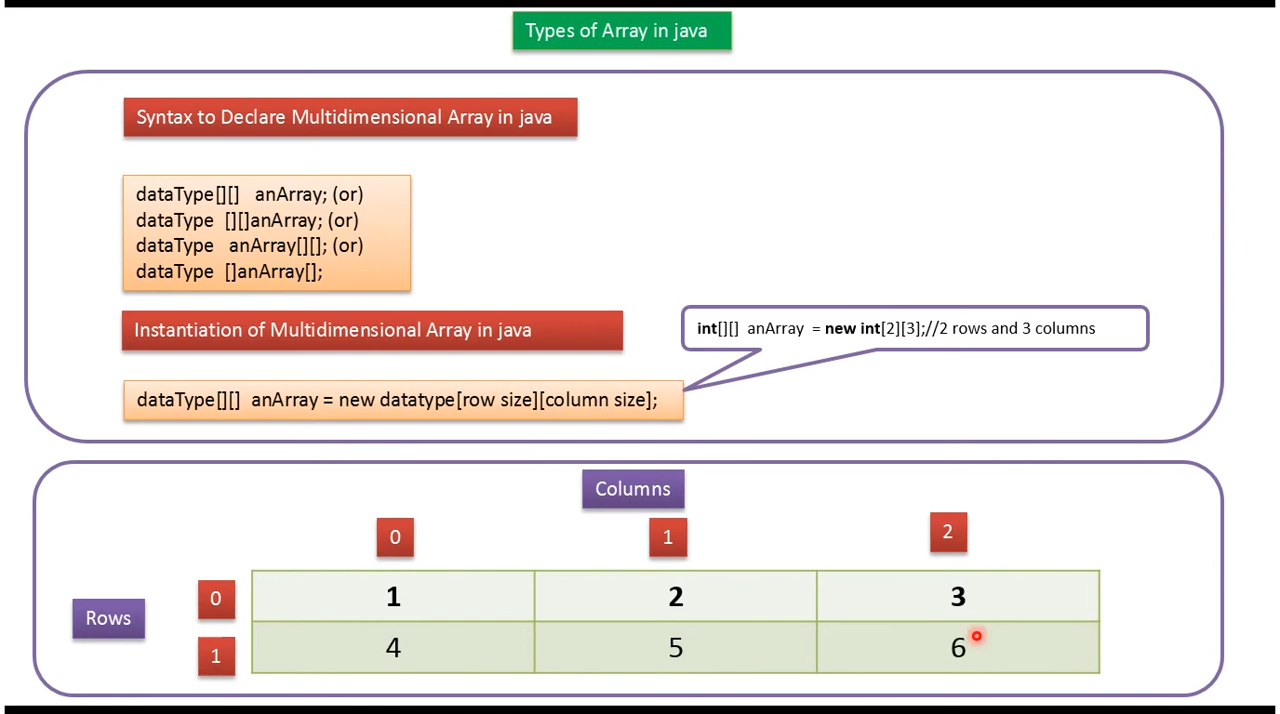 Types of Array in java
Syntax to Declare Multidimensional Array in java
dataType[][]   anArray; (or)
dataType  [][]anArray; (or)
dataType   anArray[][]; (or)
dataType  []anArray[];
Instantiation of Multidimensional Array in java
int[][]  anArray  = new int[2][3];//2 rows and 3 columns
dataType[][]  anArray = new datatype[row size][column size];
Columns
0 1 2
Rows
0 1 2 3
1 4 5 6